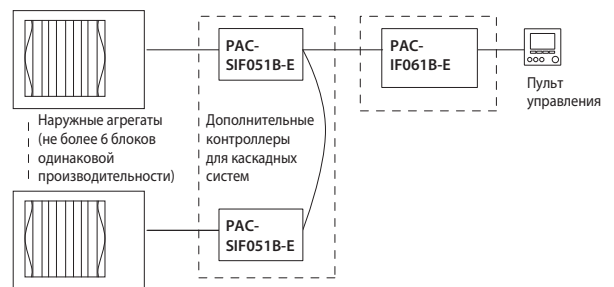 PAC-
SIF051B-E
PAC-
IF061B-E
Пульт
управления
Наружные агрегаты
(не более 6 блоков
одинаковой
производительности)
Дополнительные
контроллеры
для каскадных
систем
PAC-
SIF051B-E